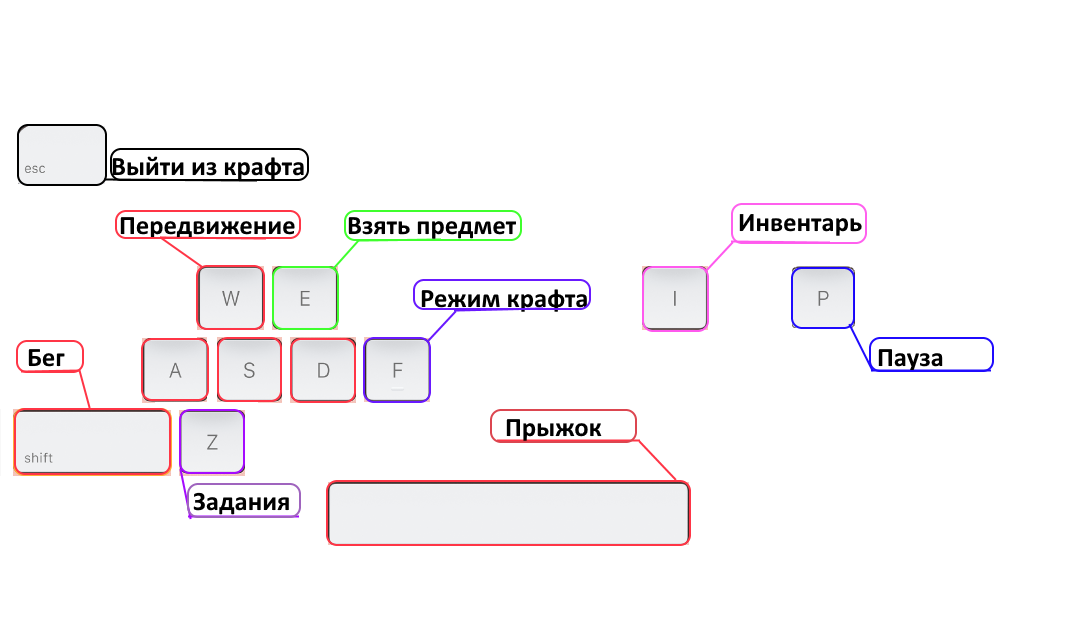 esc
Выйти из крафта
Передвижение
Взять предмет
Инвентарь
W
E
Режим крафта
I
P
Бег
A
S
D
F
Пауза
shift
Z
Прыжок
Задания